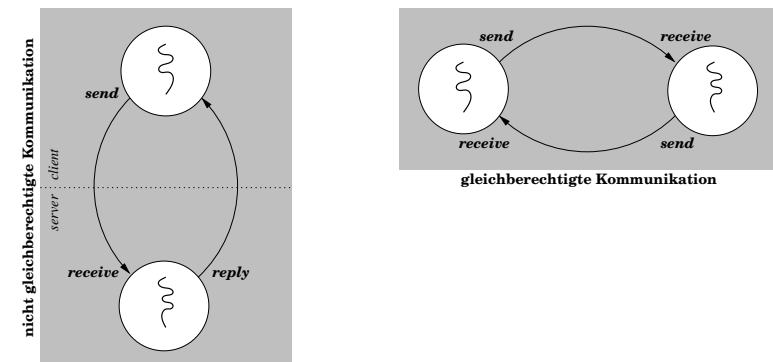 nicht gleichberechtigte Kommunikation
client
server
send
receive
reply
send
receive
receive
send
gleichberechtigte Kommunikation